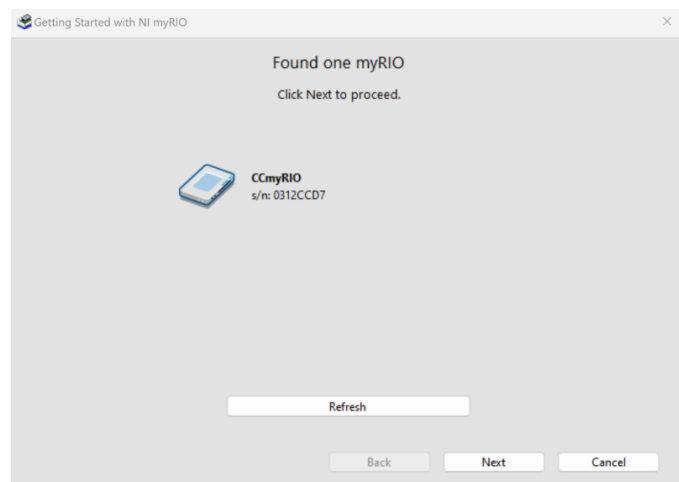 Getting Started with NI myRIO
Found one myRIO
Click Next to proceed.
CCmyRIO
s/n: 0312CCD7
Refresh
Back Next Cancel